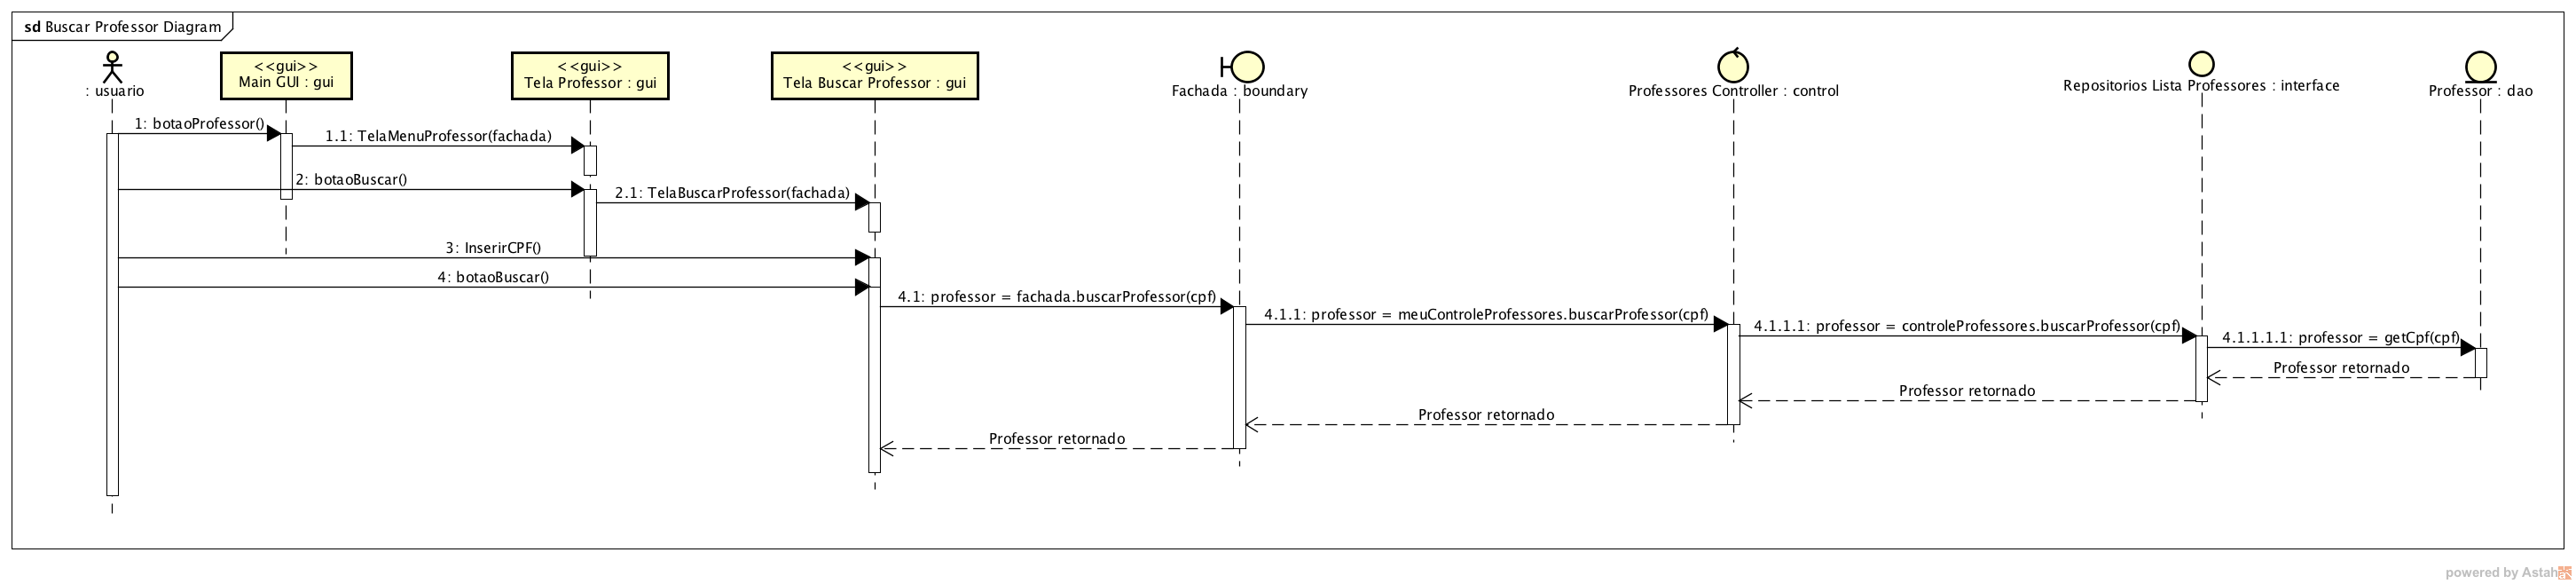 sd Buscar Professor Diagram
: usuario
<<gui>>
Main GUI : gui
<<gui>>
Tela Professor : gui
<<gui>>
Tela Buscar Professor : gui
Fachada : boundary
Professores Controller : control
Repositorios Lista Professores : interface
Professor : dao
1: botaoProfessor()
1.1: TelaMenuProfessor(fachada)
2: botaoBuscar()
2.1: TelaBuscarProfessor(fachada)
3: InserirCPF()
4: botaoBuscar()
4.1: professor = fachada.buscarProfessor(cpf)
4.1.1: professor = meuControleProfessores.buscarProfessor(cpf)
4.1.1.1: professor = controleProfessores.buscarProfessor(cpf)
4.1.1.1.1: professor = getCpf(cpf)
Professor retornado
Professor retornado
Professor retornado
Professor retornado
powered by Astah